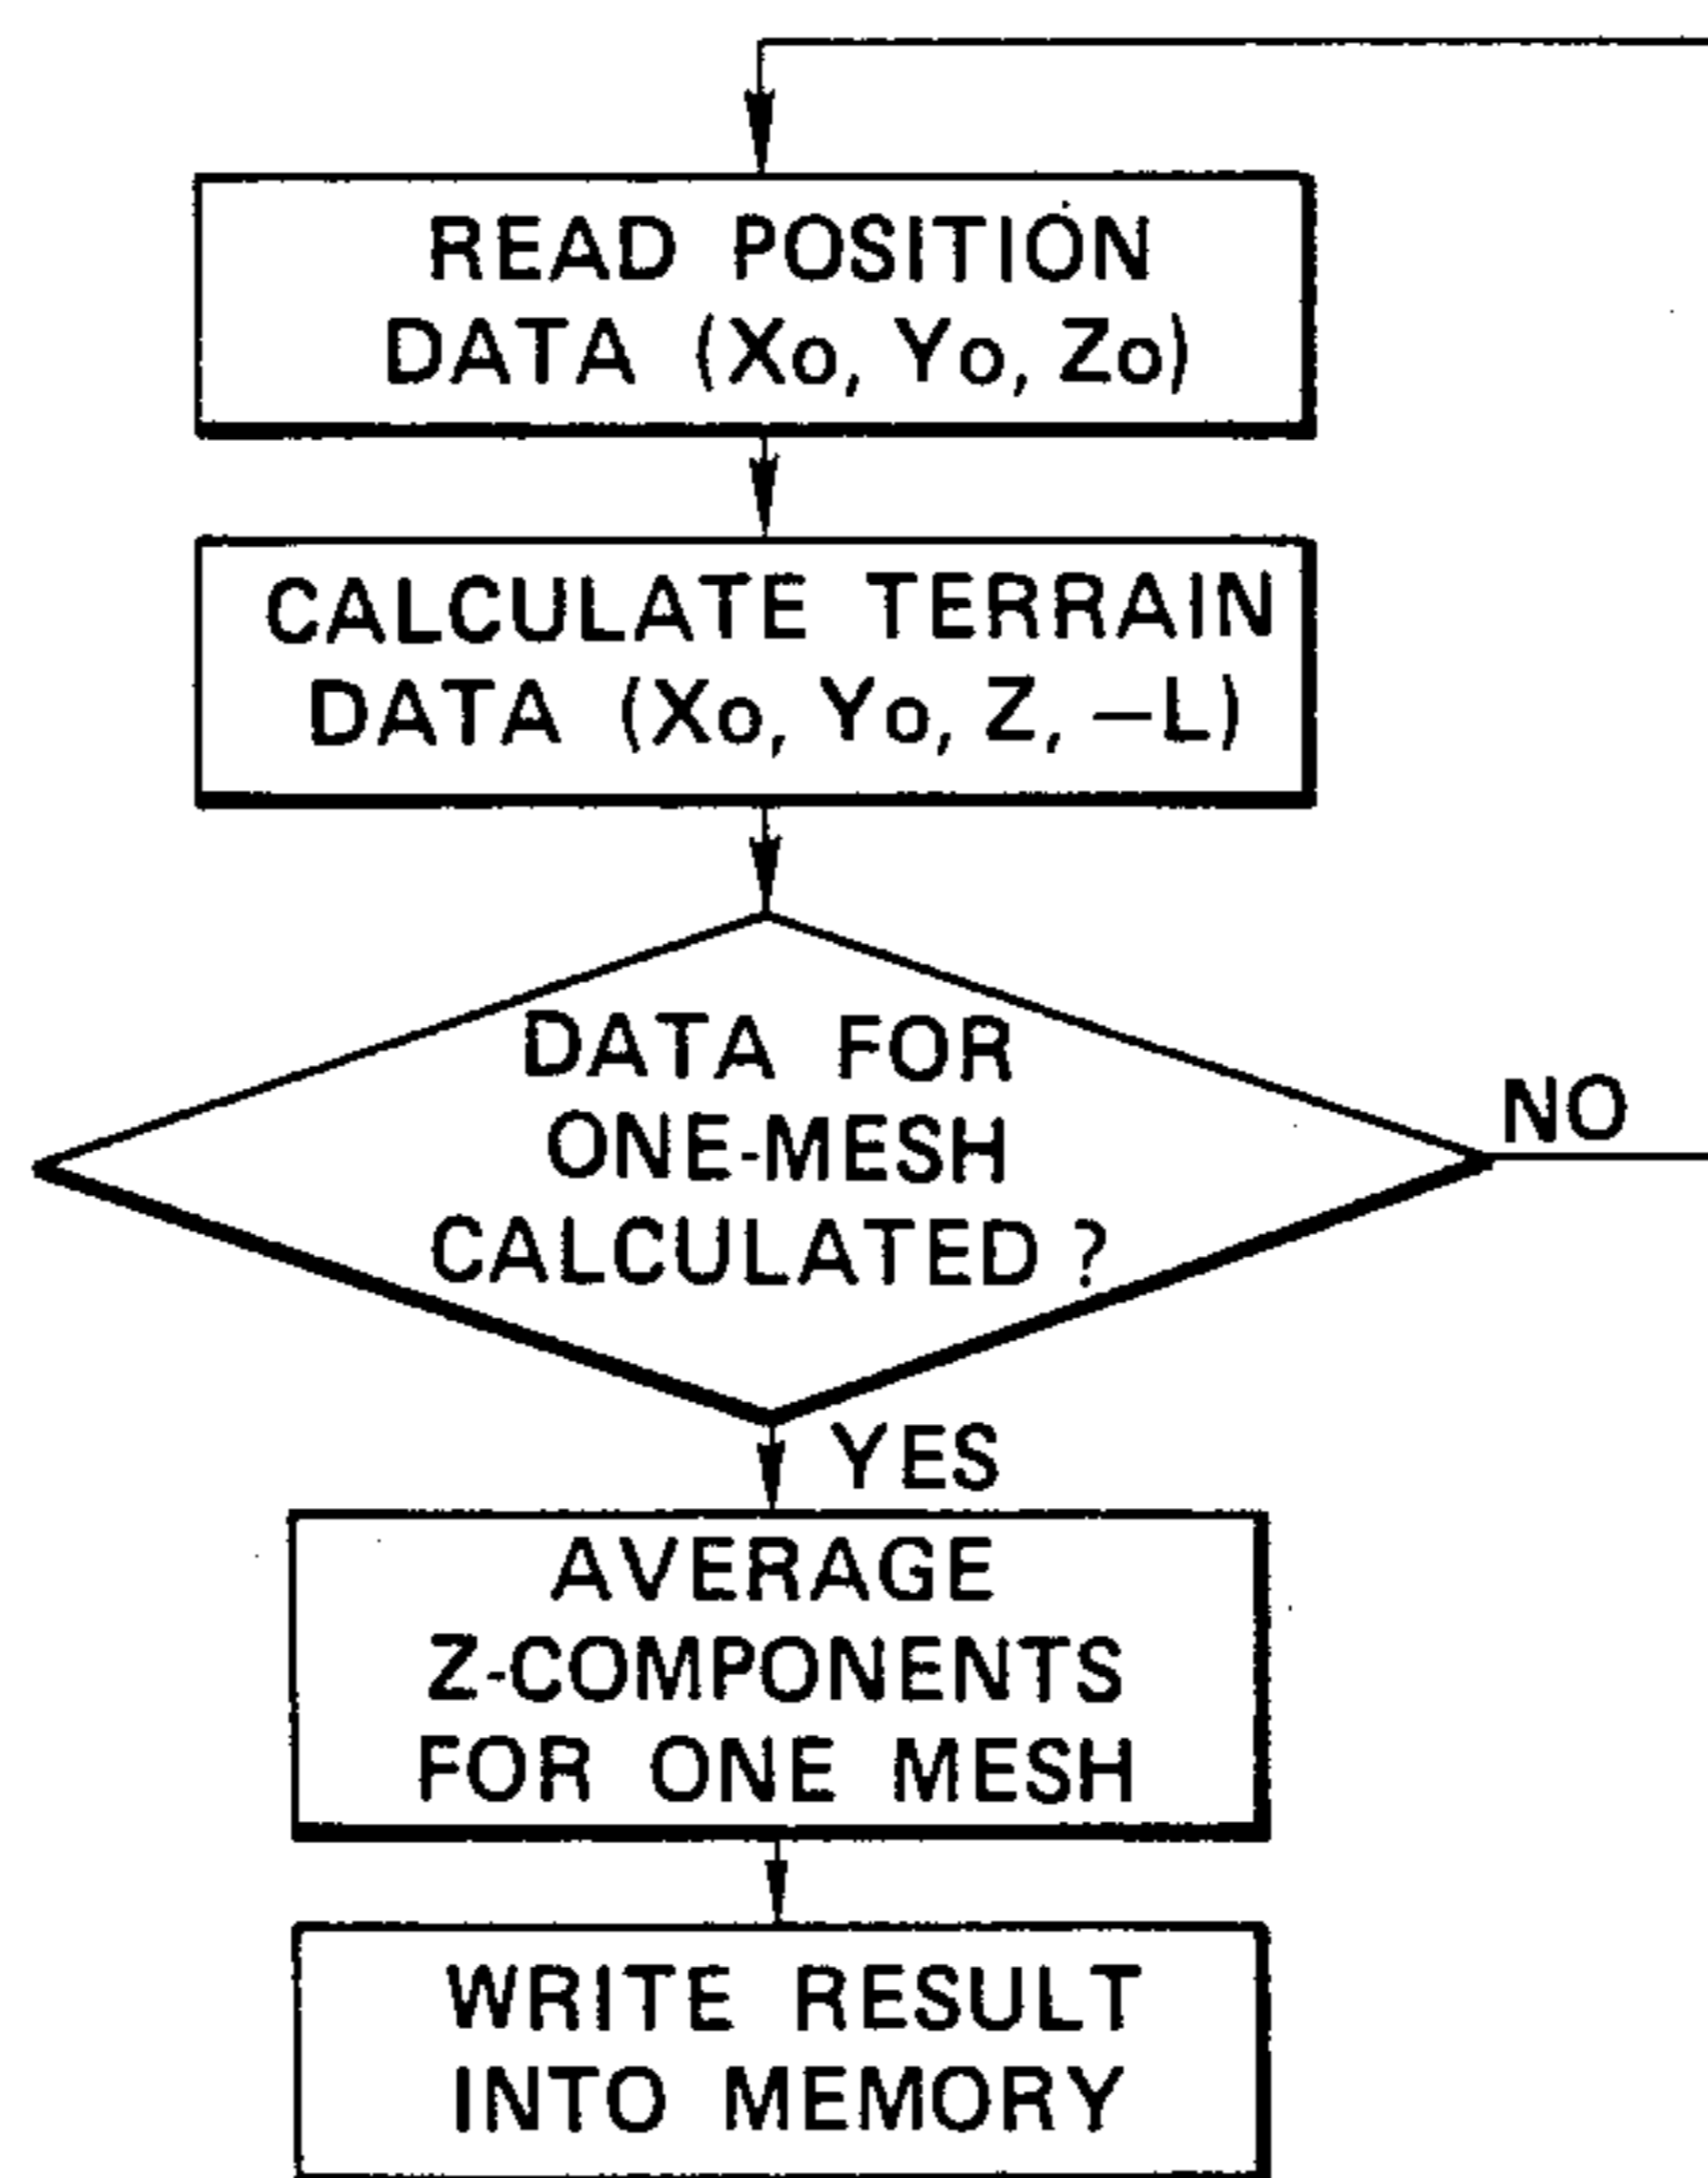 READ POSITION
DATA (Xo, Yo, Zo)
CALCULATE TERRAIN
DATA (Xo, Yo, Z, –L)
DATA FOR
ONE-MESH
CALCULATED ?
NO
YES
AVERAGE
Z-COMPONENTS
FOR ONE MESH
WRITE RESULT
INTO MEMORY